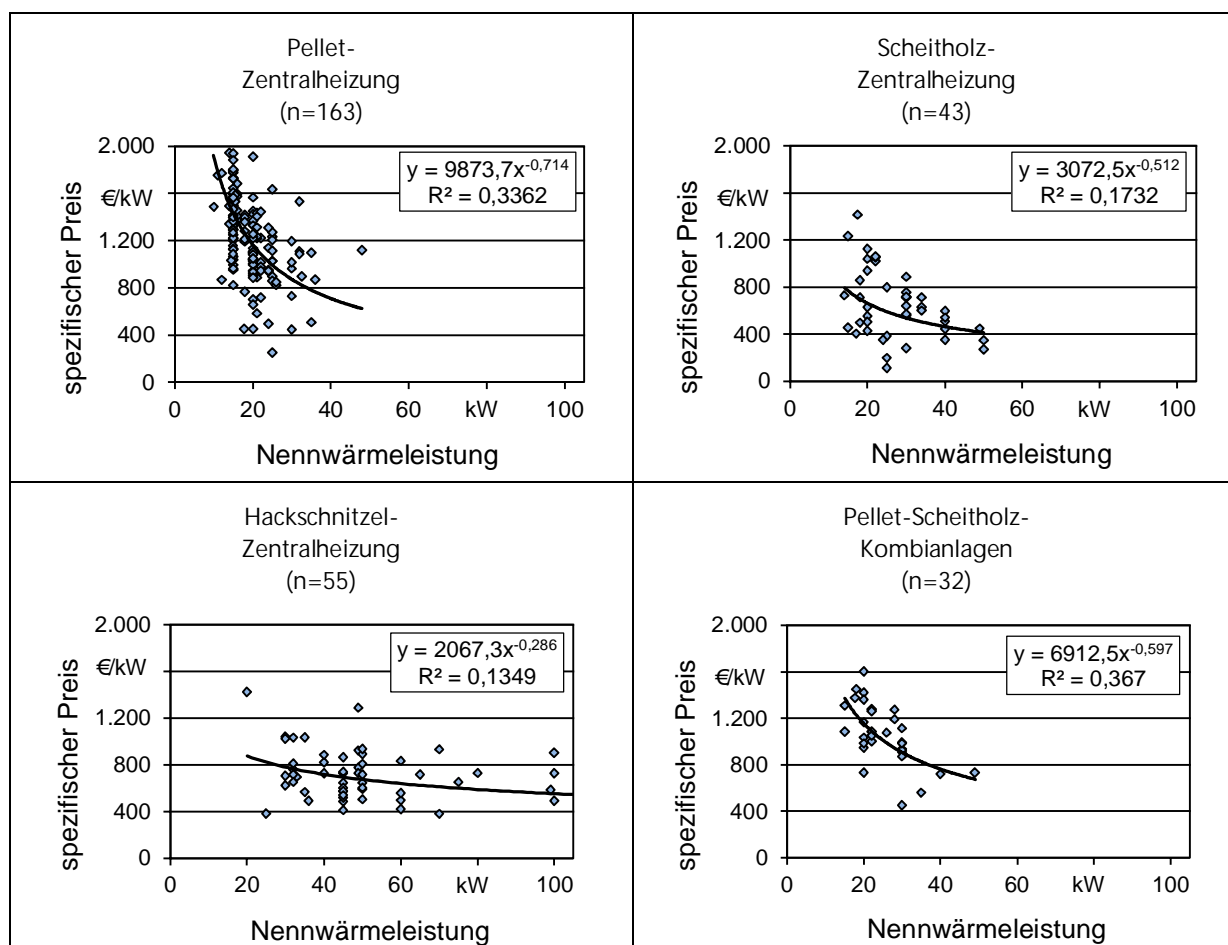 Pellet-
Zentralheizung
(n=163)
spezifischer Preis
2.000
€/kW
1.200
800
400
0
y = 9873,7x^-0,714
R² = 0,3362
0 20 40 60 kW 100
Nennwärmeleistung
Scheitholz-
Zentralheizung
(n=43)
spezifischer Preis
2.000
€/kW
1.200
800
400
0
y = 3072,5x^-0,512
R² = 0,1732
0 20 40 60 kW 100
Nennwärmeleistung
Hackschnitzel-
Zentralheizung
(n=55)
spezifischer Preis
2.000
€/kW
1.200
800
400
0
y = 2067,3x^-0,286
R² = 0,1349
0 20 40 60 kW 100
Nennwärmeleistung
Pellet-Scheitholz-
Kombianlagen
(n=32)
spezifischer Preis
2.000
€/kW
1.200
800
400
0
y = 6912,5x^-0,597
R² = 0,367
0 20 40 60 kW 100
Nennwärmeleistung